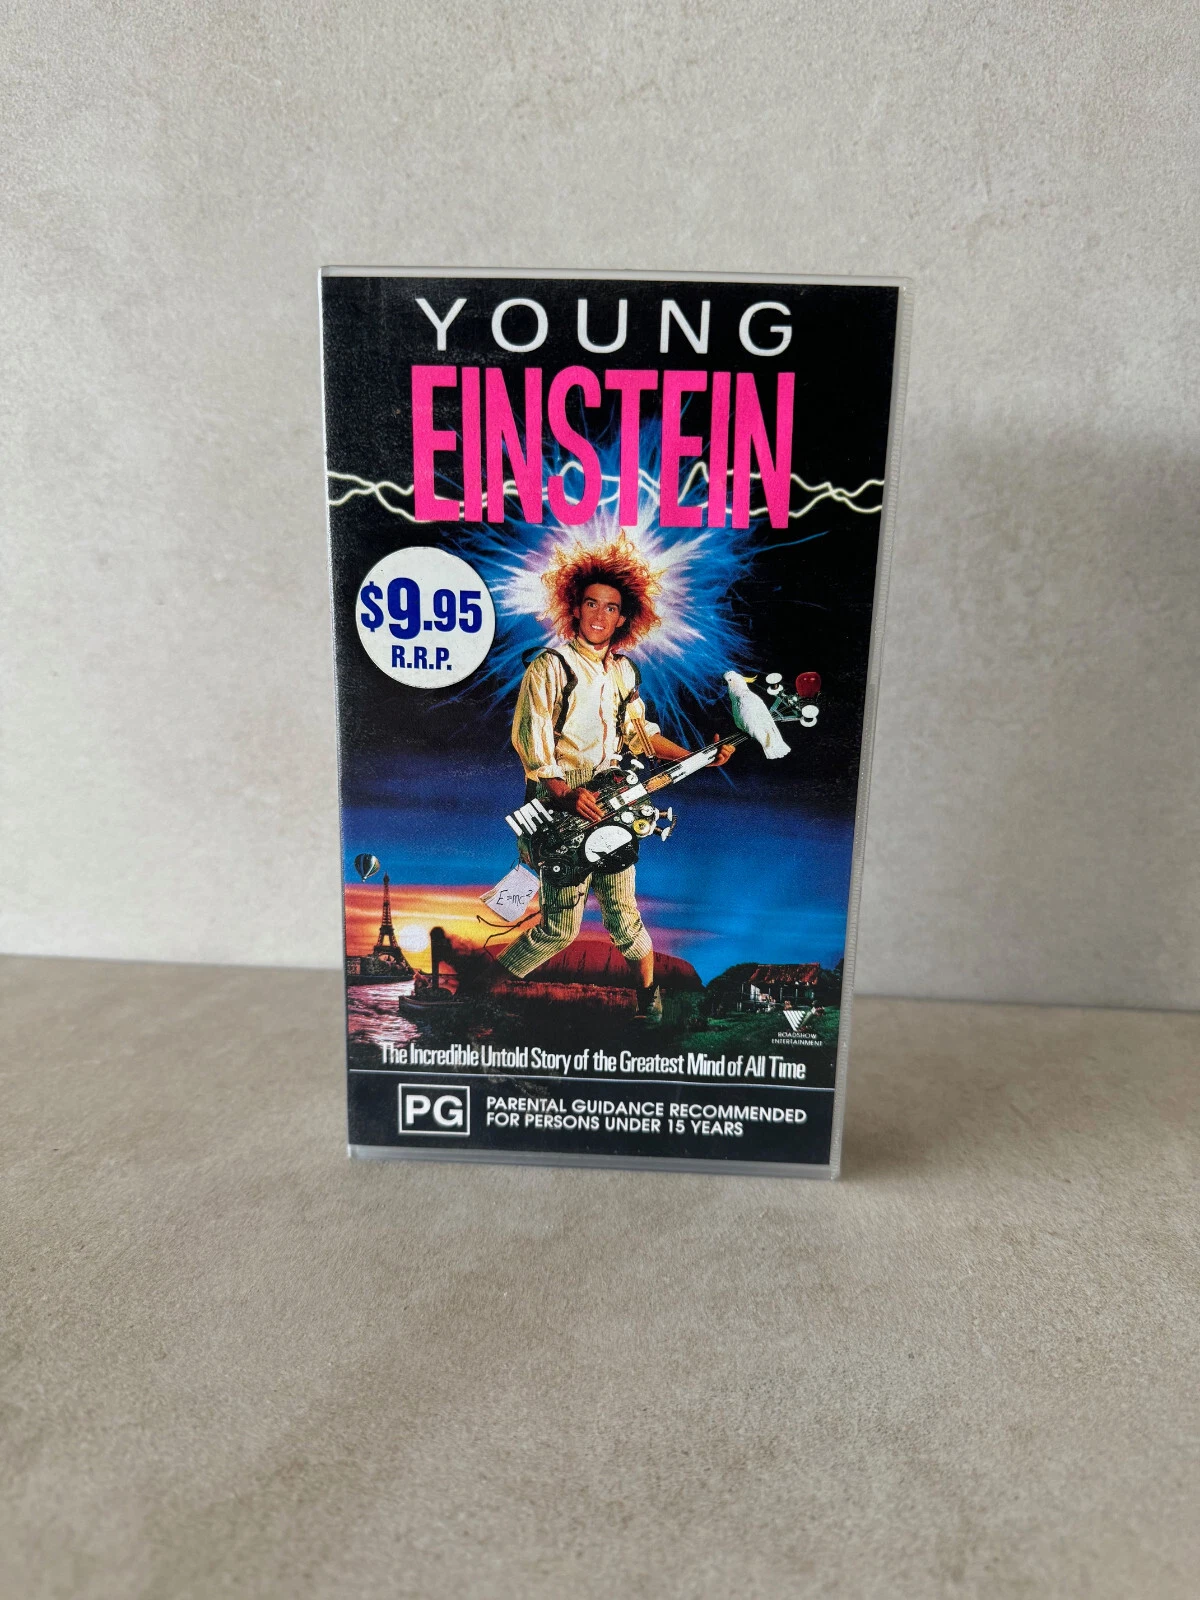 YOUNG
EINSTEIN
$9.95
R.R.P.
E=mc²
ROADSHOW
ENTERTAINMENT
The Incredible Untold Story of the Greatest Mind of All Time
PG
PARENTAL GUIDANCE RECOMMENDED
FOR PERSONS UNDER 15 YEARS